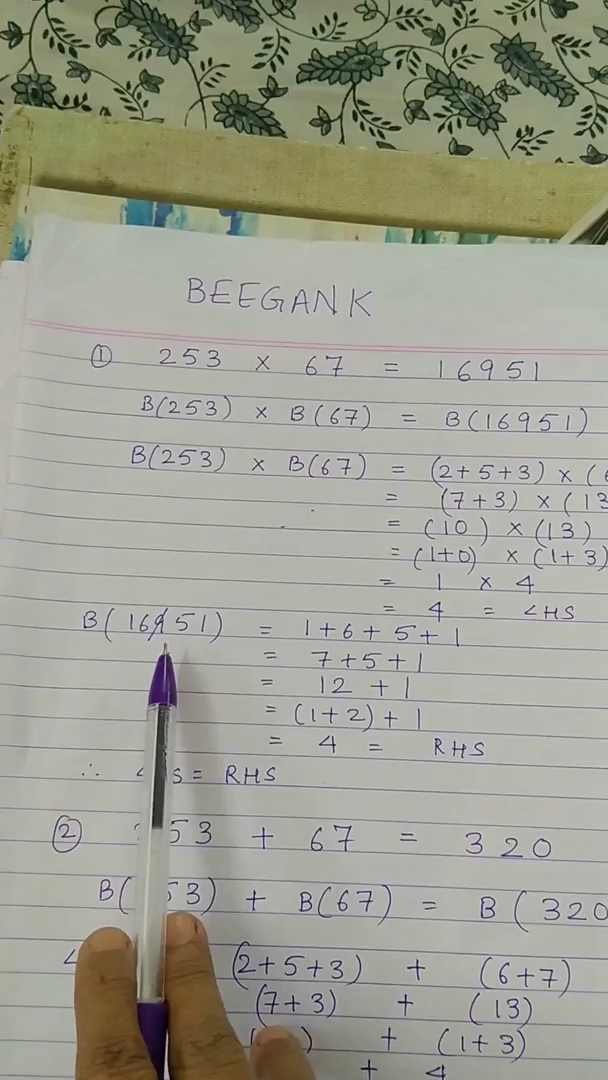 BEEGANK
① 253 × 67 = 16951
B(253) × B(67) = B(16951)
B(253) × B(67) = (2+5+3) × (6
= (7+3) × (13
= (10) × (13)
= (1+0) × (1+3)
= 1 × 4
= 4 = LHS
B(16951) = 1+6+5+1
= 7+5+1
= 12 + 1
= (1+2) + 1
= 4 = RHS
∴ S = RHS
② 53 + 67 = 320
B( 53) + B(67) = B(320
(2+5+3) + (6+7)
(7+3) + (13)
) + (1+3)
+ 4